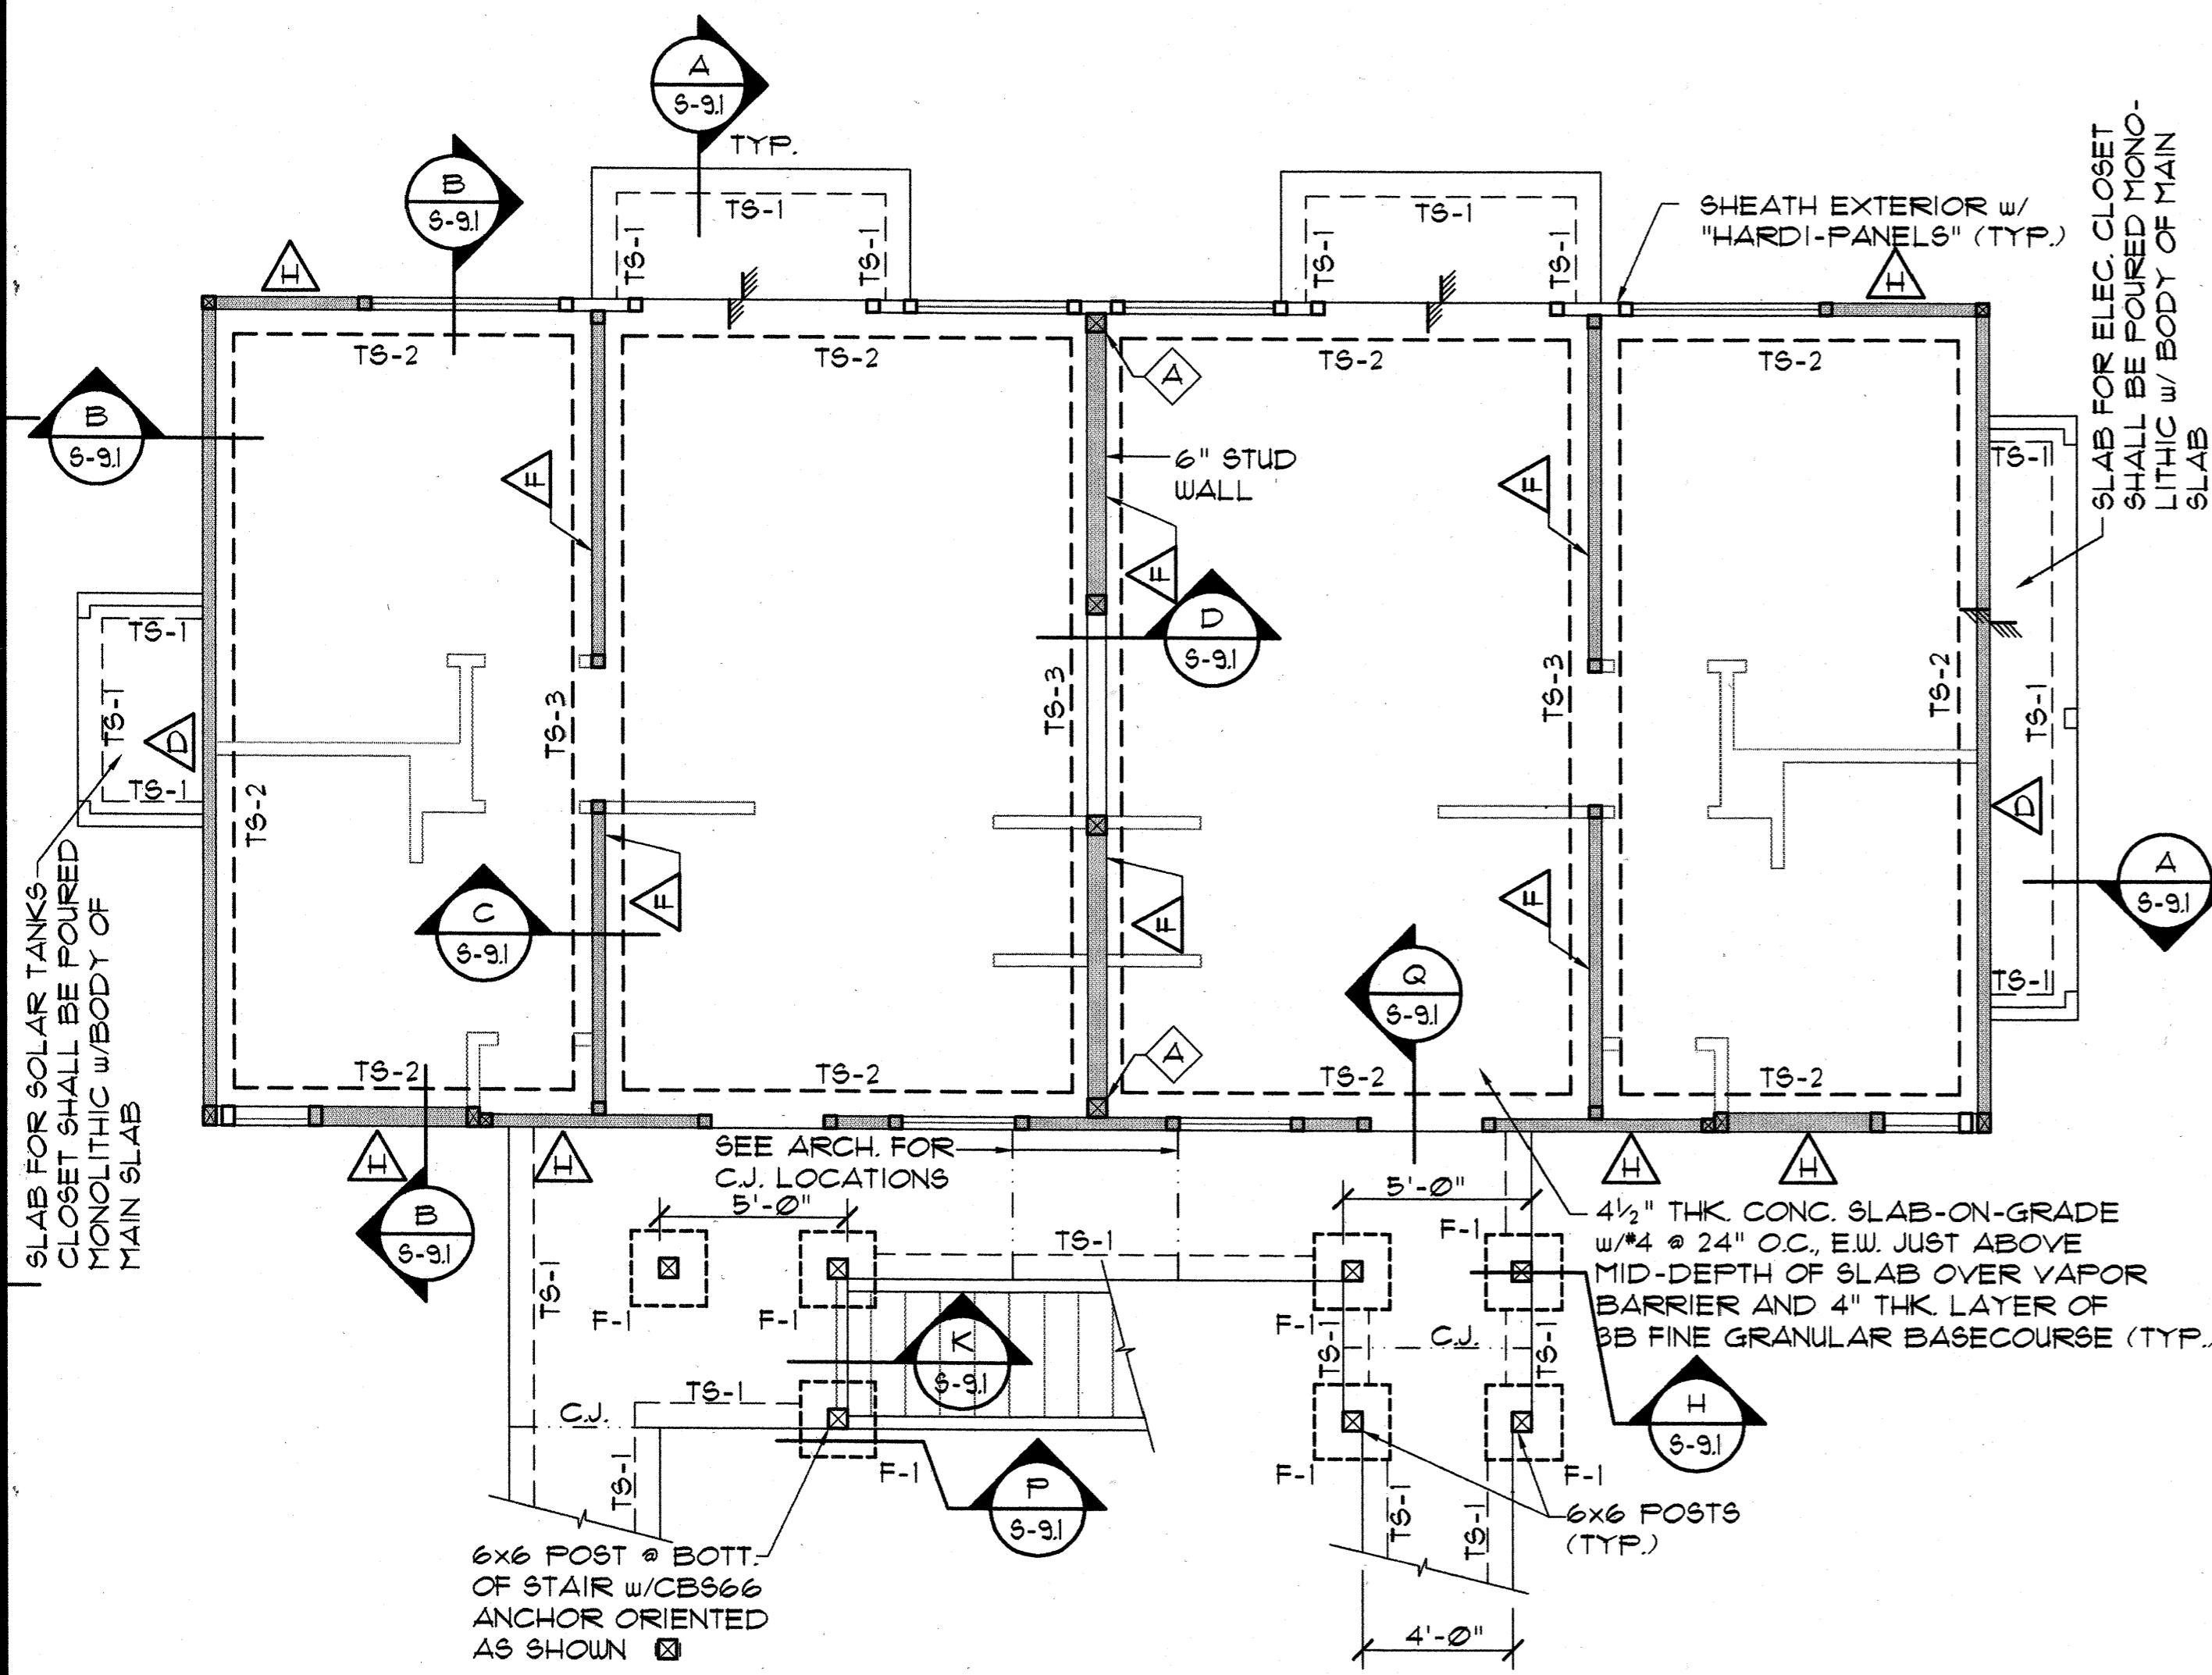 A
S-9.1
TYP.
B
S-9.1
TS-1
TS-1
TS-1
TS-1
TS-1
TS-1
SHEATH EXTERIOR w/
"HARDI-PANELS" (TYP.)
SLAB FOR ELEC. CLOSET
SHALL BE POURED MONO-
LITHIC w/ BODY OF MAIN
SLAB
H
H
TS-2
TS-2
TS-2
TS-2
A
B
S-9.1
6" STUD
WALL
F
F
F
TS-1
D
S-9.1
TS-1
TS-1
TS-1
D
TS-2
TS-3
TS-3
TS-3
TS-2
TS-1
D
TS-1
SLAB FOR SOLAR TANKS
CLOSET SHALL BE POURED
MONOLITHIC w/BODY OF
MAIN SLAB
C
S-9.1
F
F
F
A
S-9.1
Q
S-9.1
A
TS-2
TS-2
TS-2
TS-2
H
H
H
H
SEE ARCH. FOR
C.J. LOCATIONS
B
S-9.1
5'-0"
5'-0"
4½" THK. CONC. SLAB-ON-GRADE
w/#4 @ 24" O.C., E.W. JUST ABOVE
MID-DEPTH OF SLAB OVER VAPOR
BARRIER AND 4" THK. LAYER OF
3B FINE GRANULAR BASECOURSE (TYP.)
F-1
TS-1
TS-1
F-1
F-1
F-1
K
S-9.1
TS-1
C.J.
TS-1
TS-1
C.J.
TS-1
F-1
P
S-9.1
F-1
F-1
TS-1
TS-1
H
S-9.1
6x6 POSTS
(TYP.)
6x6 POST @ BOTT.
OF STAIR w/CBS66
ANCHOR ORIENTED
AS SHOWN
4'-0"